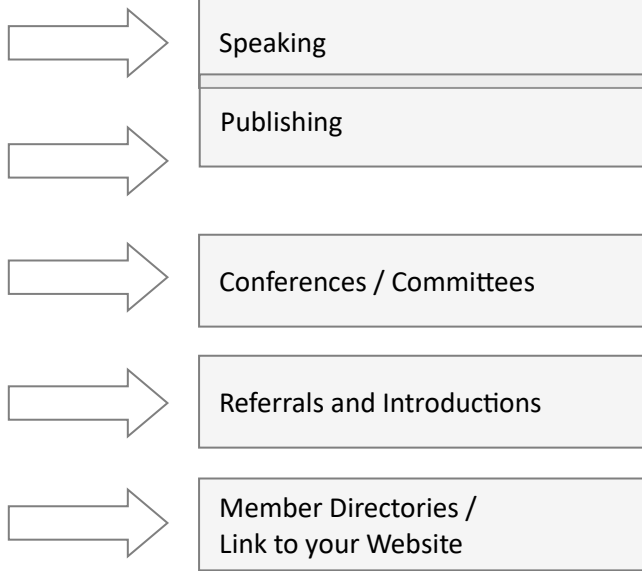 Speaking
Publishing
Conferences / Committees
Referrals and Introductions
Member Directories /
Link to your Website